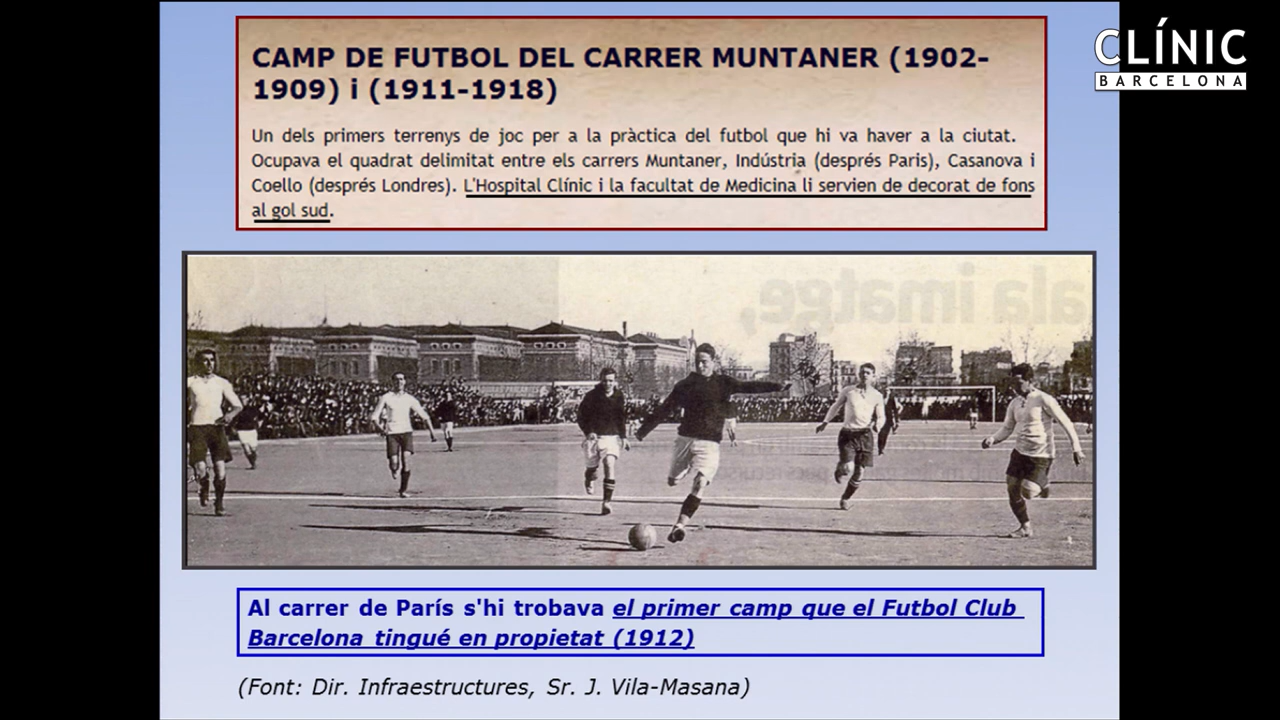 CLÍNIC
BARCELONA
CAMP DE FUTBOL DEL CARRER MUNTANER (1902-
1909) i (1911-1918)
Un dels primers terrenys de joc per a la pràctica del futbol que hi va haver a la ciutat.
Ocupava el quadrat delimitat entre els carrers Muntaner, Indústria (després Paris), Casanova i
Coello (després Londres). L'Hospital Clínic i la facultat de Medicina li servien de decorat de fons
al gol sud.
ala imatge,
Al carrer de París s'hi trobava el primer camp que el Futbol Club
Barcelona tingué en propietat (1912)
(Font: Dir. Infraestructures, Sr. J. Vila-Masana)